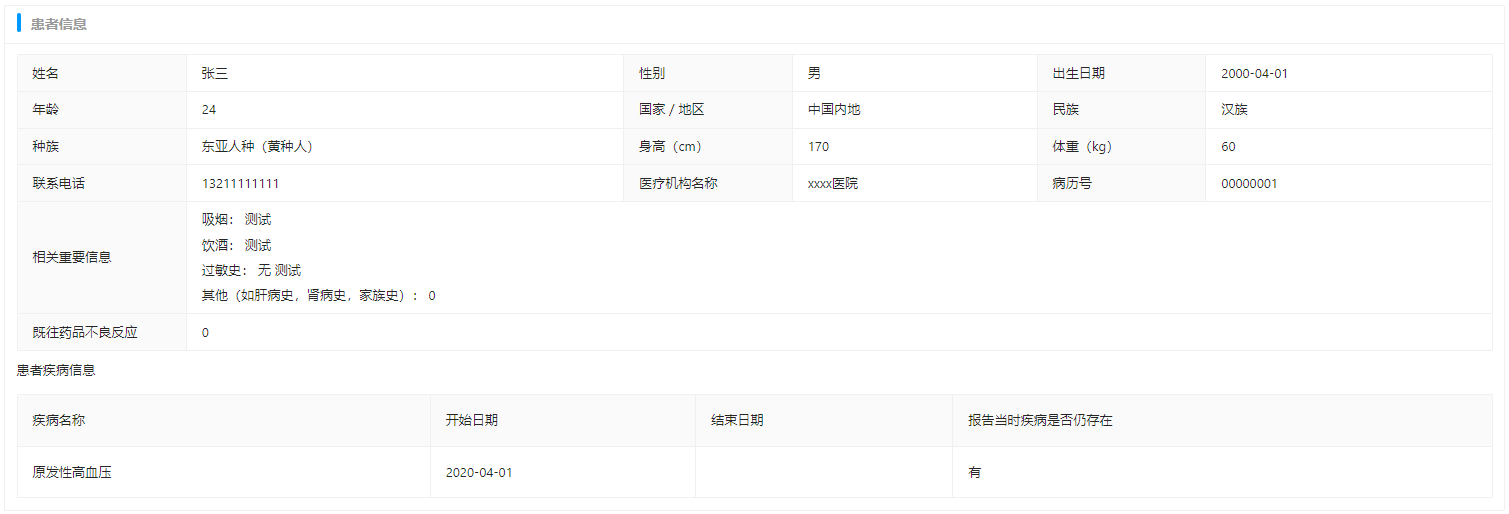 患者信息
姓名 张三 性别 男 出生日期 2000-04-01
年龄 24 国家 / 地区 中国内地 民族 汉族
种族 东亚人种（黄种人） 身高（cm） 170 体重（kg） 60
联系电话 13211111111 医疗机构名称 xxxx医院 病历号 00000001
相关重要信息
吸烟： 测试
饮酒： 测试
过敏史： 无 测试
其他（如肝病史，肾病史，家族史）： 0
既往药品不良反应 0
患者疾病信息
疾病名称 开始日期 结束日期 报告当时疾病是否仍存在
原发性高血压 2020-04-01 有